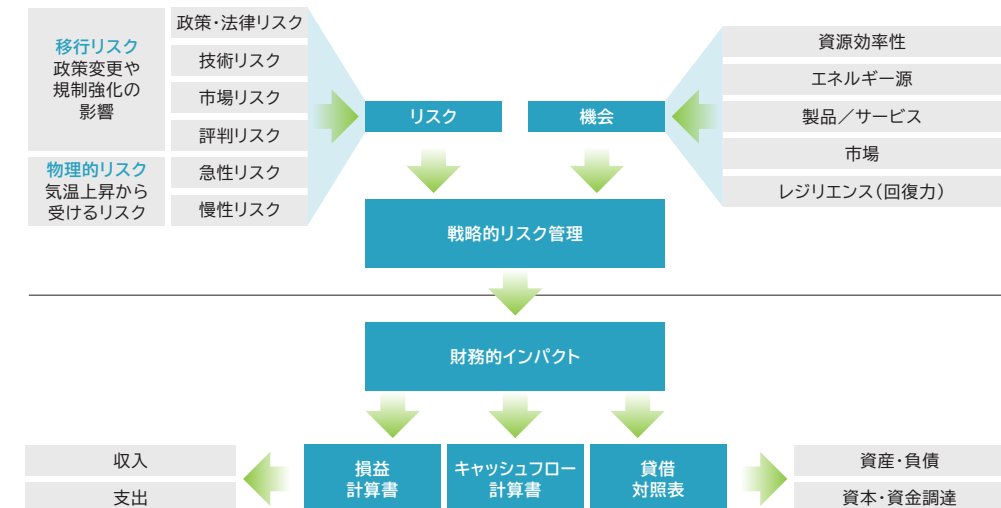 移行リスク
政策変更や
規制強化の
影響
物理的リスク
気温上昇から
受けるリスク
政策・法律リスク
技術リスク
市場リスク
評判リスク
急性リスク
慢性リスク
リスク
機会
資源効率性
エネルギー源
製品／サービス
市場
レジリエンス（回復力）
戦略的リスク管理
財務的インパクト
収入
支出
損益
計算書
キャッシュフロー
計算書
貸借
対照表
資産・負債
資本・資金調達